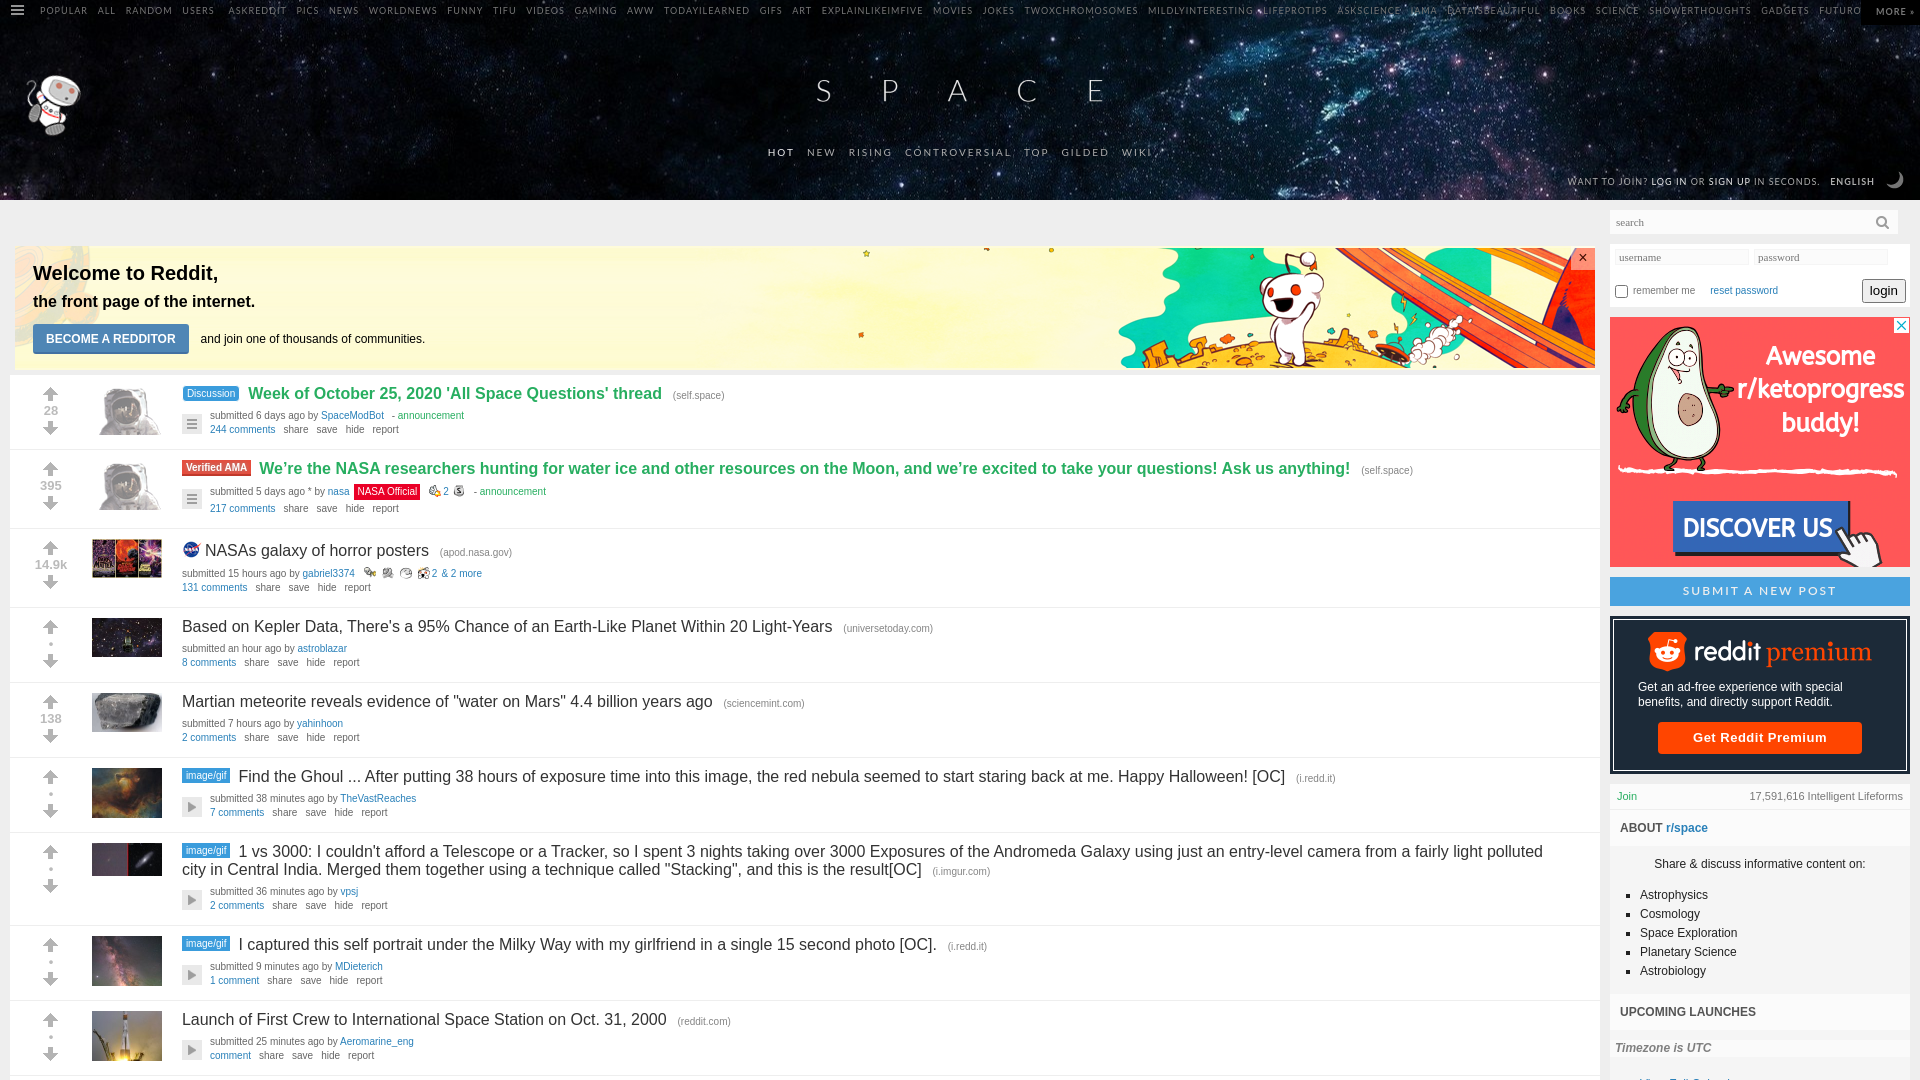 POPULAR ALL RANDOM USERS ASKREDDIT PICS NEWS WORLDNEWS FUNNY TIFU VIDEOS GAMING AWW TODAYILEARNED GIFS ART EXPLAINLIKEIMFIVE MOVIES JOKES TWOXCHROMOSOMES MILDLYINTERESTING LIFEPROTIPS ASKSCIENCE IAMA DATAISBEAUTIFUL BOOKS SCIENCE SHOWERTHOUGHTS GADGETS FUTURO MORE »
SPACE
HOT NEW RISING CONTROVERSIAL TOP GILDED WIKI
WANT TO JOIN? LOG IN OR SIGN UP IN SECONDS. ENGLISH
search
Welcome to Reddit,
the front page of the internet.
BECOME A REDDITOR and join one of thousands of communities.
×
28
Discussion Week of October 25, 2020 'All Space Questions' thread (self.space)
submitted 6 days ago by SpaceModBot - announcement
244 comments share save hide report
395
Verified AMA We’re the NASA researchers hunting for water ice and other resources on the Moon, and we’re excited to take your questions! Ask us anything! (self.space)
submitted 5 days ago * by nasa NASA Official 2 - announcement
217 comments share save hide report
14.9k
NASAs galaxy of horror posters (apod.nasa.gov)
submitted 15 hours ago by gabriel3374 2 & 2 more
131 comments share save hide report
•
Based on Kepler Data, There's a 95% Chance of an Earth-Like Planet Within 20 Light-Years (universetoday.com)
submitted an hour ago by astroblazar
8 comments share save hide report
138
Martian meteorite reveals evidence of "water on Mars" 4.4 billion years ago (sciencemint.com)
submitted 7 hours ago by yahinhoon
2 comments share save hide report
•
image/gif Find the Ghoul ... After putting 38 hours of exposure time into this image, the red nebula seemed to start staring back at me. Happy Halloween! [OC] (i.redd.it)
submitted 38 minutes ago by TheVastReaches
7 comments share save hide report
•
image/gif 1 vs 3000: I couldn't afford a Telescope or a Tracker, so I spent 3 nights taking over 3000 Exposures of the Andromeda Galaxy using just an entry-level camera from a fairly light polluted
city in Central India. Merged them together using a technique called "Stacking", and this is the result[OC] (i.imgur.com)
submitted 36 minutes ago by vpsj
2 comments share save hide report
•
image/gif I captured this self portrait under the Milky Way with my girlfriend in a single 15 second photo [OC]. (i.redd.it)
submitted 9 minutes ago by MDieterich
1 comment share save hide report
•
Launch of First Crew to International Space Station on Oct. 31, 2000 (reddit.com)
submitted 25 minutes ago by Aeromarine_eng
comment share save hide report
username password
remember me reset password login
Awesome
r/ketoprogress
buddy!
DISCOVER US
SUBMIT A NEW POST
reddit premium
Get an ad-free experience with special
benefits, and directly support Reddit.
Get Reddit Premium
Join 17,591,616 Intelligent Lifeforms
ABOUT r/space
Share & discuss informative content on:
Astrophysics
Cosmology
Space Exploration
Planetary Science
Astrobiology
UPCOMING LAUNCHES
Timezone is UTC